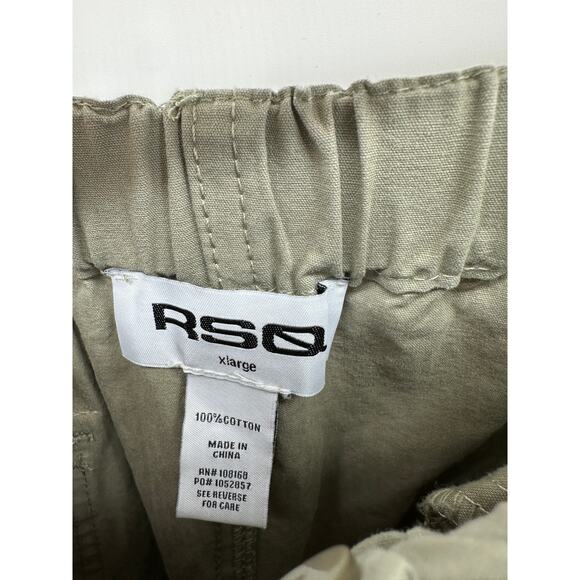 RSQ
xlarge
100%COTTON
MADE IN
CHINA
RN# 108168
PO# 1052857
SEE REVERSE
FOR CARE